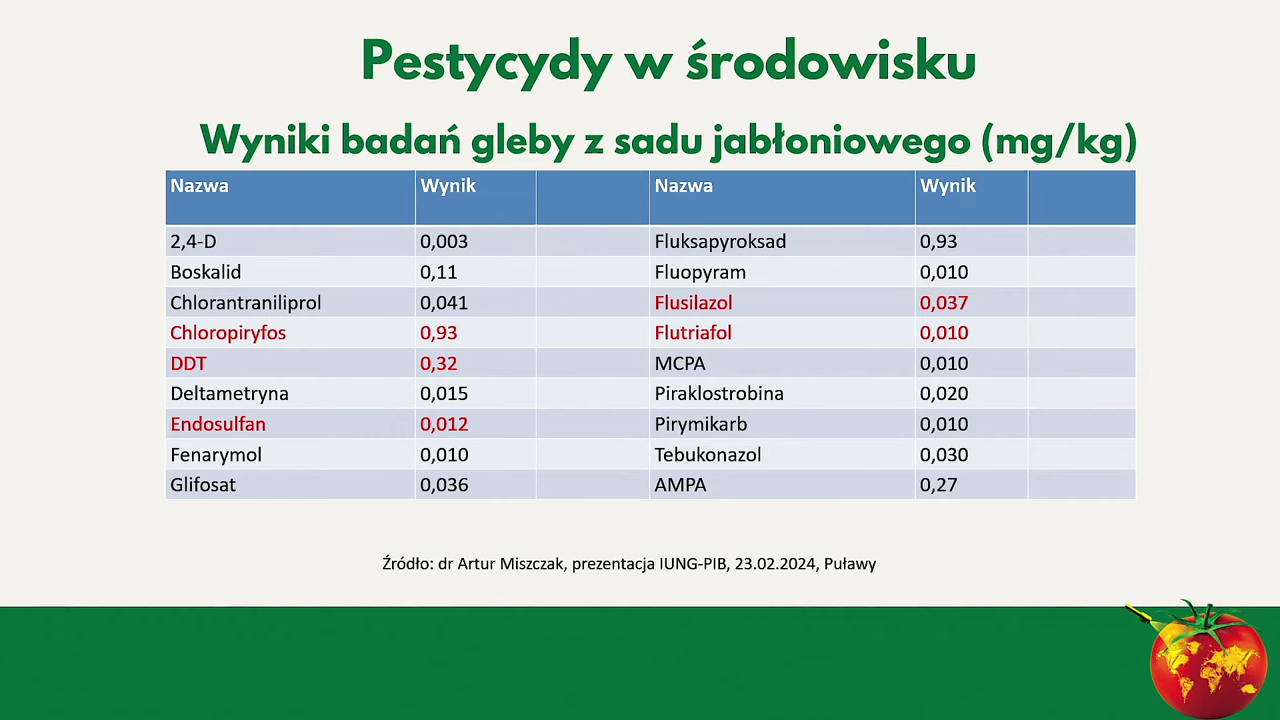 Pestycydy w środowisku
Wyniki badań gleby z sadu jabłoniowego (mg/kg)
Nazwa Wynik Nazwa Wynik
2,4-D 0,003 Fluksapyroksad 0,93
Boskalid 0,11 Fluopyram 0,010
Chlorantraniliprol 0,041 Flusilazol 0,037
Chloropiryfos 0,93 Flutriafol 0,010
DDT 0,32 MCPA 0,010
Deltametryna 0,015 Piraklostrobina 0,020
Endosulfan 0,012 Pirymikarb 0,010
Fenarymol 0,010 Tebukonazol 0,030
Glifosat 0,036 AMPA 0,27
Źródło: dr Artur Miszczak, prezentacja IUNG-PIB, 23.02.2024, Puławy